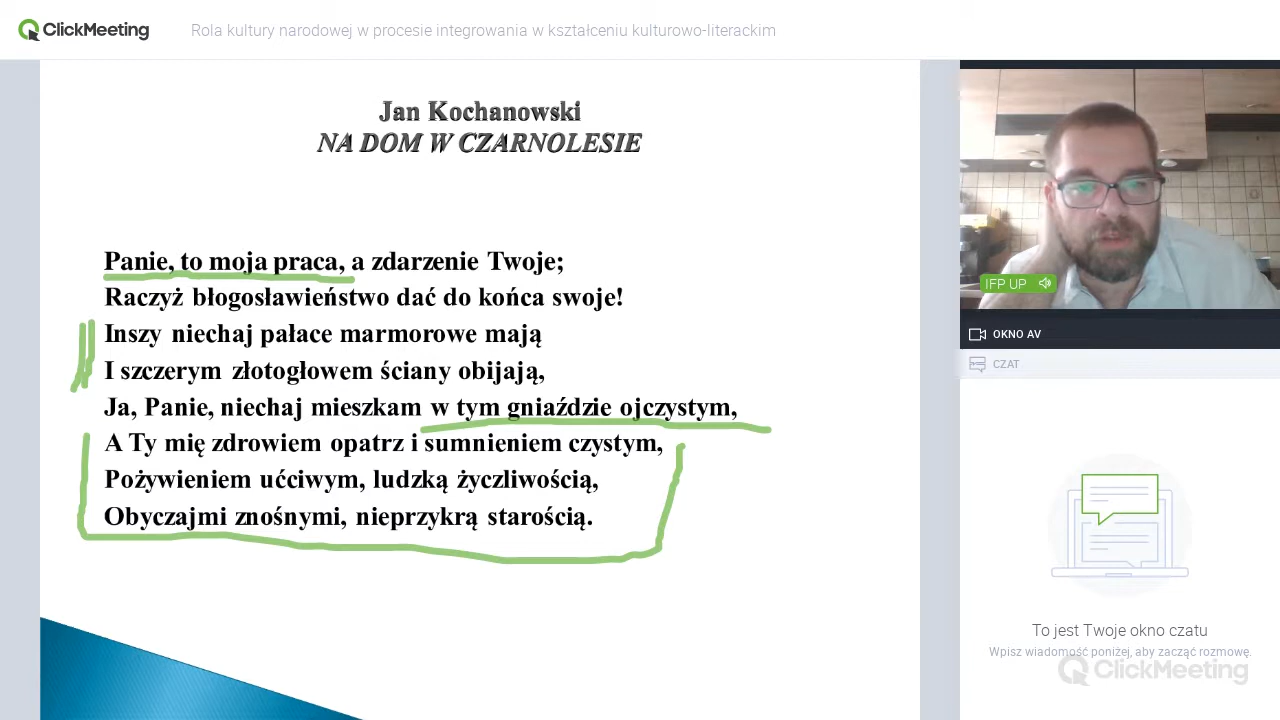 ClickMeeting
Rola kultury narodowej w procesie integrowania w kształceniu kulturowo-literackim
Jan Kochanowski
NA DOM W CZARNOLESIE
Panie, to moja praca, a zdarzenie Twoje;
Raczyż błogosławieństwo dać do końca swoje!
Inszy niechaj pałace marmorowe mają
I szczerym złotogłowem ściany obijają,
Ja, Panie, niechaj mieszkam w tym gniaździe ojczystym,
A Ty mię zdrowiem opatrz i sumnieniem czystym,
Pożywieniem ućciwym, ludzką życzliwością,
Obyczajmi znośnymi, nieprzykrą starością.
IFP UP
OKNO AV
CZAT
To jest Twoje okno czatu
Wpisz wiadomość poniżej, aby zacząć rozmowę.
ClickMeeting